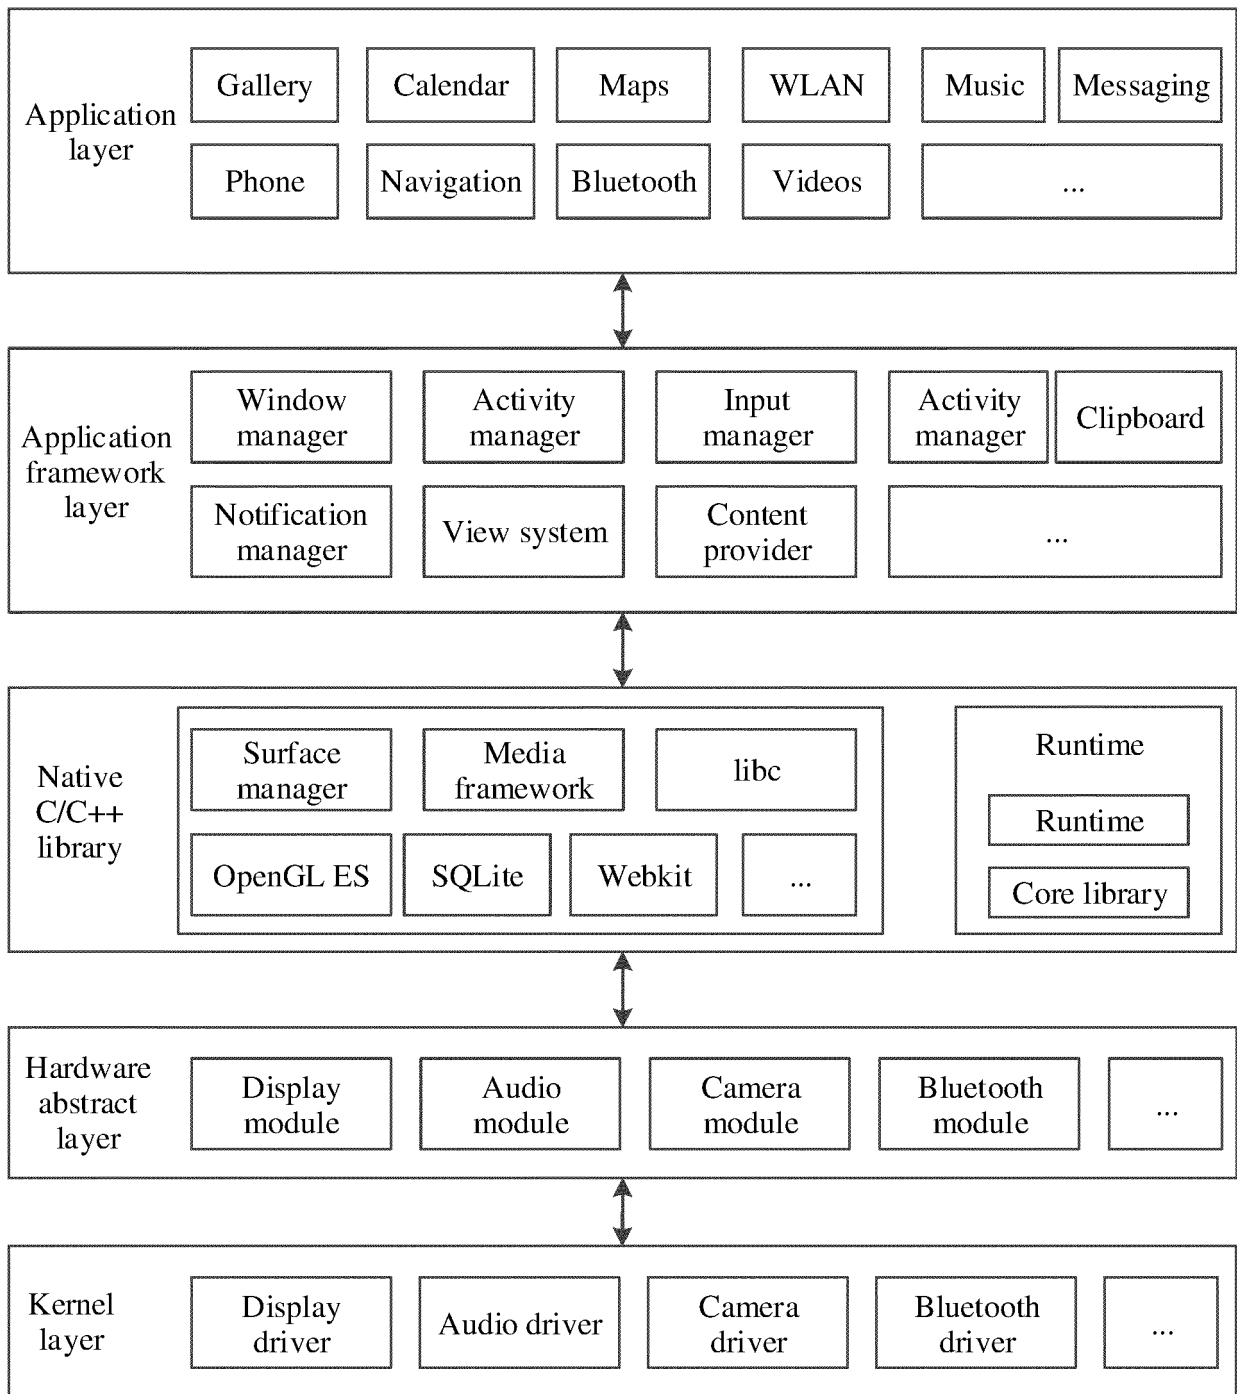 Application
layer
Gallery
Calendar
Maps
WLAN
Music
Messaging
Phone
Navigation
Bluetooth
Videos
...
Application
framework
layer
Window
manager
Activity
manager
Input
manager
Activity
manager
Clipboard
Notification
manager
View system
Content
provider
...
Native
C/C++
library
Surface
manager
Media
framework
libc
OpenGL ES
SQLite
Webkit
...
Runtime
Runtime
Core library
Hardware
abstract
layer
Display
module
Audio
module
Camera
module
Bluetooth
module
...
Kernel
layer
Display
driver
Audio driver
Camera
driver
Bluetooth
driver
...